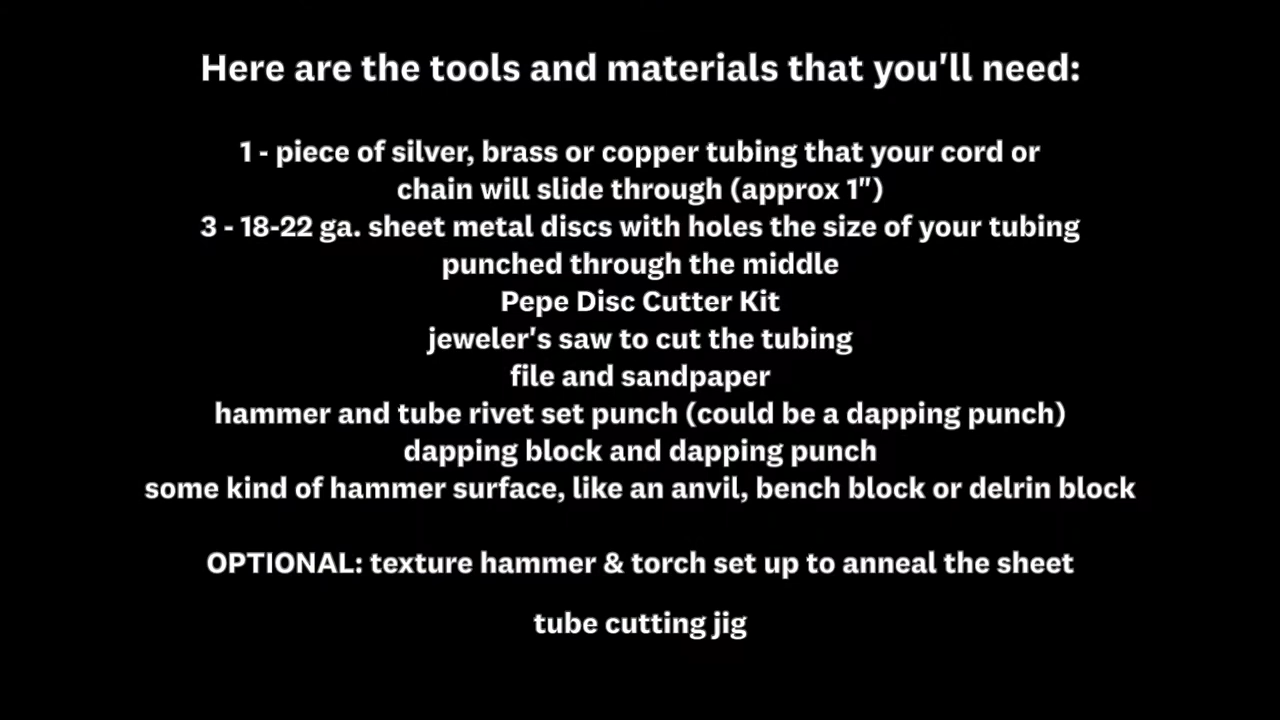 Here are the tools and materials that you'll need:
1 - piece of silver, brass or copper tubing that your cord or
chain will slide through (approx 1")
3 - 18-22 ga. sheet metal discs with holes the size of your tubing
punched through the middle
Pepe Disc Cutter Kit
jeweler's saw to cut the tubing
file and sandpaper
hammer and tube rivet set punch (could be a dapping punch)
dapping block and dapping punch
some kind of hammer surface, like an anvil, bench block or delrin block
OPTIONAL: texture hammer & torch set up to anneal the sheet
tube cutting jig